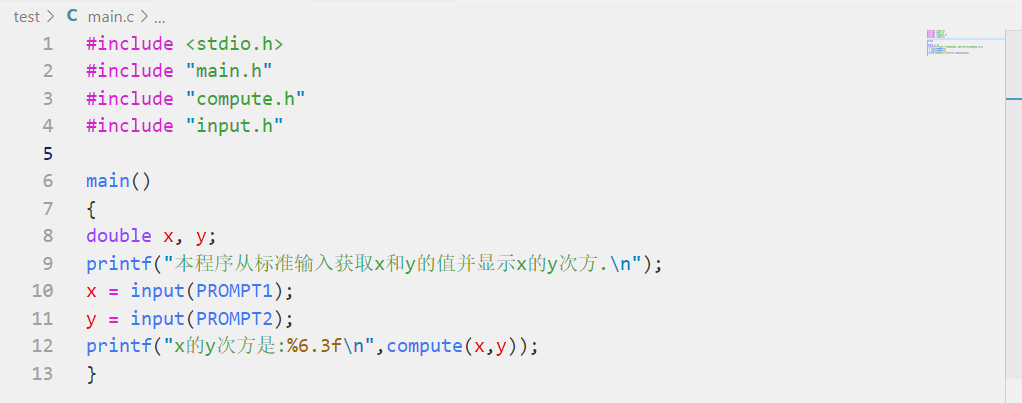 test > C main.c > ...
1 #include <stdio.h>
2 #include "main.h"
3 #include "compute.h"
4 #include "input.h"
5
6 main()
7 {
8 double x, y;
9 printf("本程序从标准输入获取x和y的值并显示x的y次方.\n");
10 x = input(PROMPT1);
11 y = input(PROMPT2);
12 printf("x的y次方是:%6.3f\n",compute(x,y));
13 }